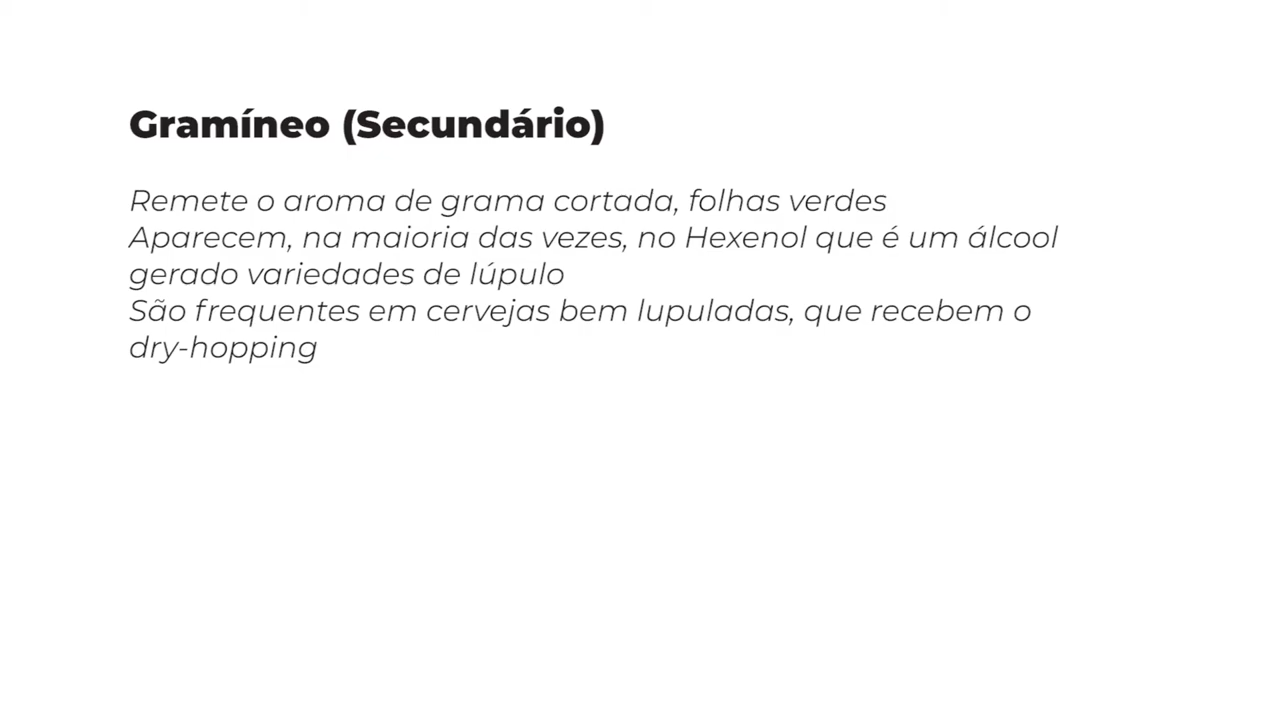 Gramíneo (Secundário)
Remete o aroma de grama cortada, folhas verdes
Aparecem, na maioria das vezes, no Hexenol que é um álcool
gerado variedades de lúpulo
São frequentes em cervejas bem lupuladas, que recebem o
dry-hopping